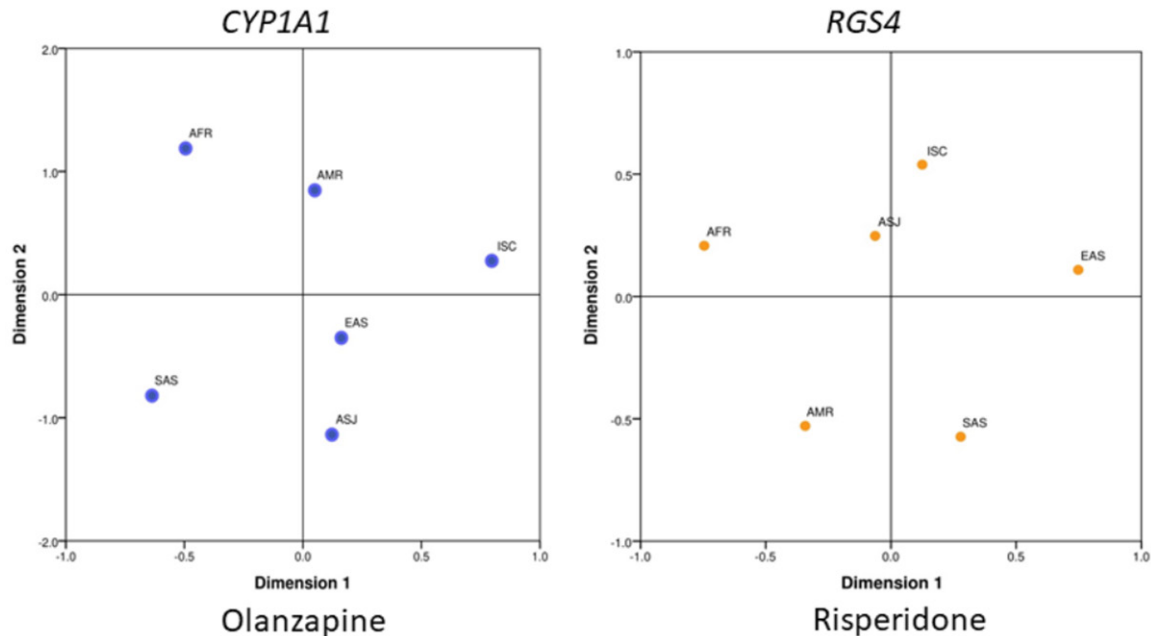 CYP1A1
2.0
AFR
1.0
AMR
ISC
Dimension 2
0.0
EAS
SAS
-1.0
ASJ
-2.0
-1.0 -0.5 0.0 0.5 1.0
Dimension 1
Olanzapine
RGS4
1.0
ISC
0.5
ASJ
AFR
EAS
Dimension 2
0.0
AMR
SAS
-0.5
-1.0
-1.0 -0.5 0.0 0.5 1.0
Dimension 1
Risperidone